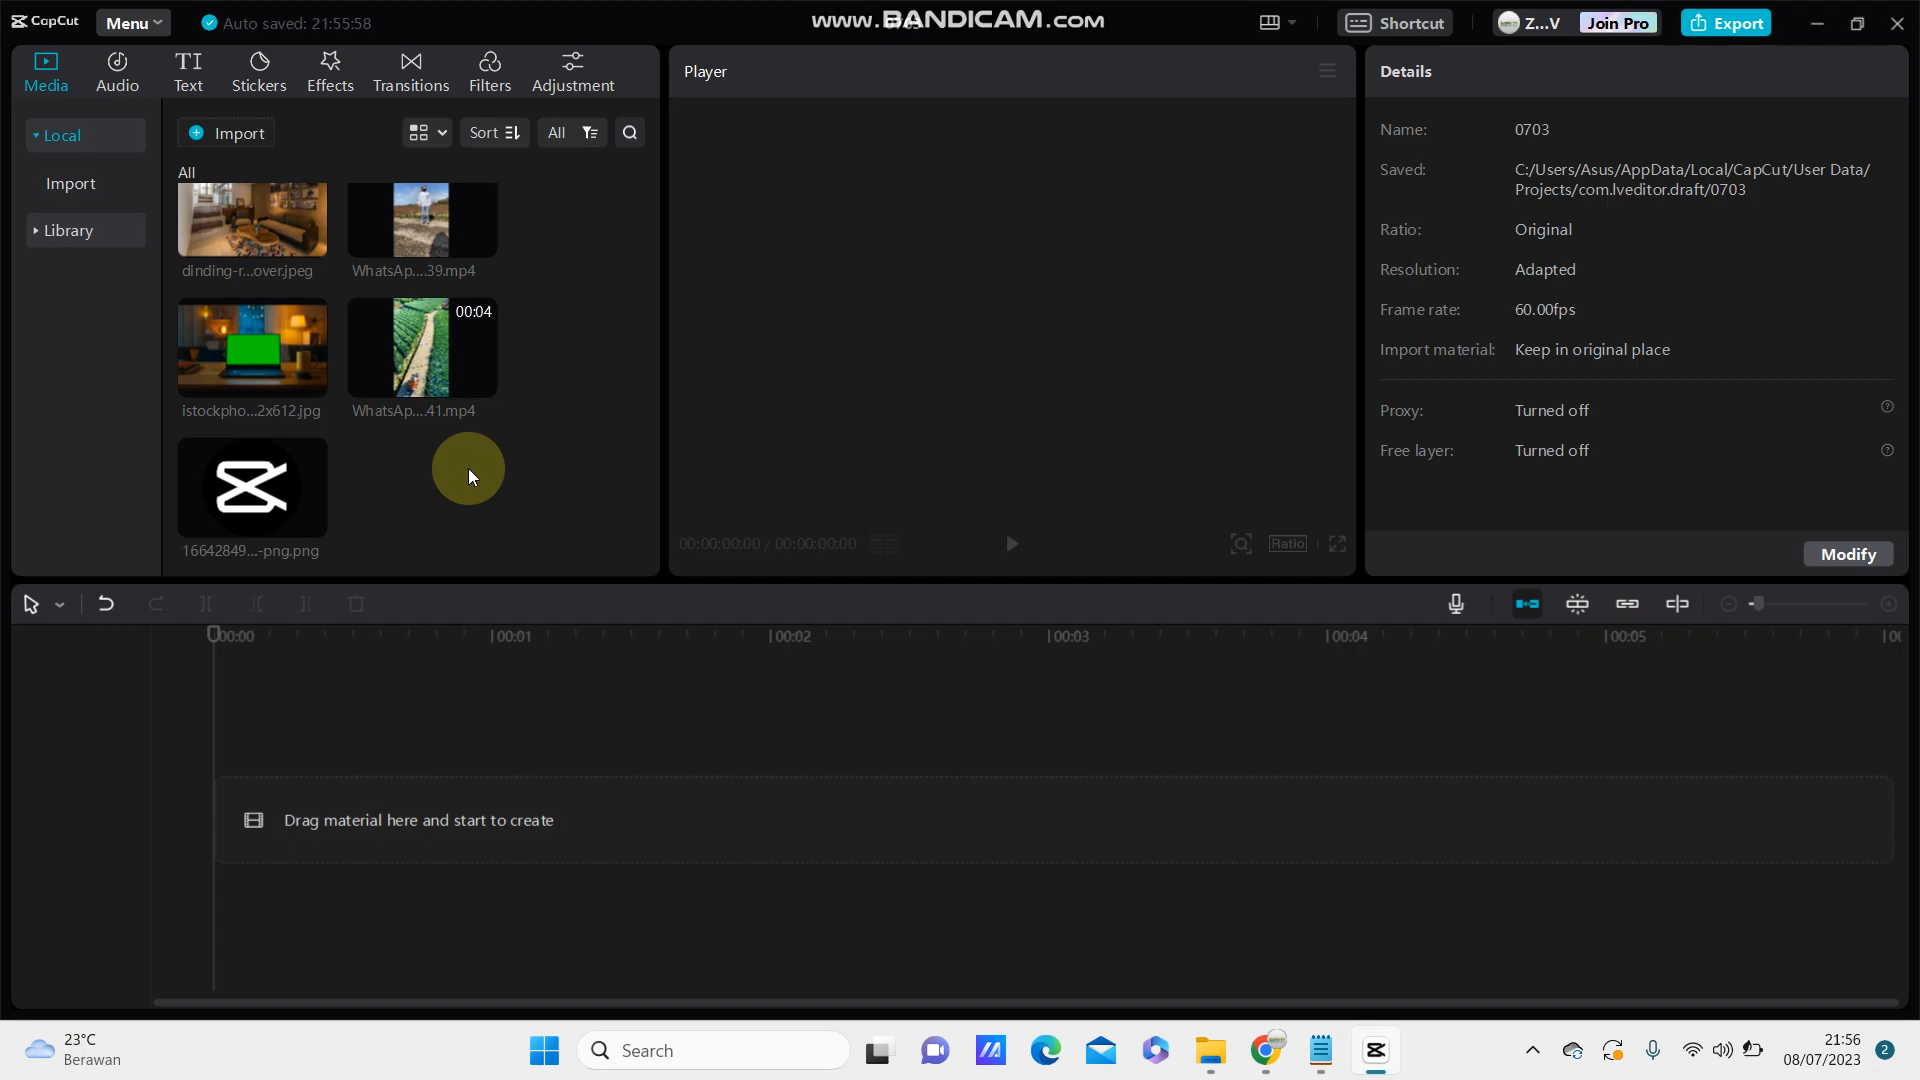 CapCut
Menu
Auto saved: 21:55:58
www.BANDICAM.com
Shortcut
Z...V
Join Pro
Export
Media
Audio
Text
Stickers
Effects
Transitions
Filters
Adjustment
Player
Details
Local
Import
Library
Import
Sort
All
All
dinding-r...over.jpeg
WhatsAp....39.mp4
00:04
istockpho...2x612.jpg
WhatsAp....41.mp4
16642849...-png.png
00:00:00:00 / 00:00:00:00
Ratio
Name: 0703
Saved: C:/Users/Asus/AppData/Local/CapCut/User Data/
Projects/com.lveditor.draft/0703
Ratio: Original
Resolution: Adapted
Frame rate: 60.00fps
Import material: Keep in original place
Proxy: Turned off
Free layer: Turned off
Modify
00:00
00:01
00:02
00:03
00:04
00:05
Drag material here and start to create
23°C
Berawan
Search
21:56
08/07/2023
2